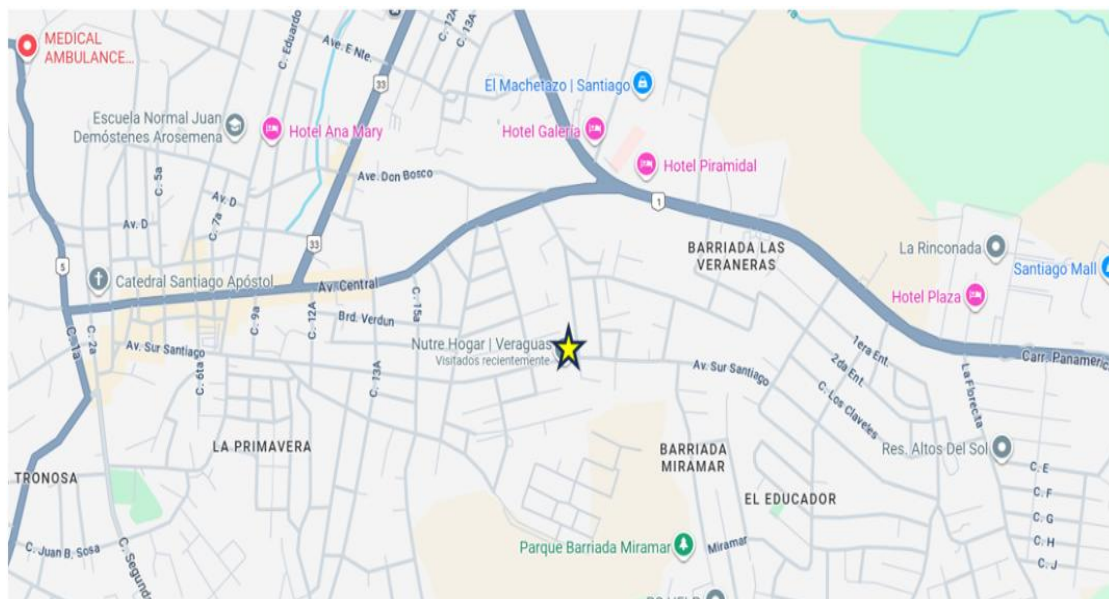 MEDICAL
AMBULANCE...
C. Eduardo
C. 12A
C. 13A
Ave. E Nte.
33
El Machetazo | Santiago
Escuela Normal Juan
Demóstenes Arosemena
Hotel Ana Mary
Hotel Galería
Hotel Piramidal
C. 5a
Ave. Don Bosco
Av. D
C. 7a
Av. D
1
33
BARRIADA LAS
VERANERAS
La Rinconada
5
Catedral Santiago Apóstol
Santiago Mall
Av. Central
Hotel Plaza
C. 1a
C. 2a
C. 9a
C. 12A
C. 15a
Brd. Verdun
Nutre Hogar | Veraguas
Visitados recientemente
Av. Sur Santiago
C. 6ta
C. 13A
Av. Sur Santiago
1era Ent.
2da Ent.
Carr. Panameric
La Florecita
C. Los Claveles
LA PRIMAVERA
BARRIADA
MIRAMAR
Res. Altos Del Sol
TRONOSA
C. E
C. F
EL EDUCADOR
C. G
C. H
C. J
C. Juan B. Sosa
C. Segunda
Parque Barriada Miramar
Miramar